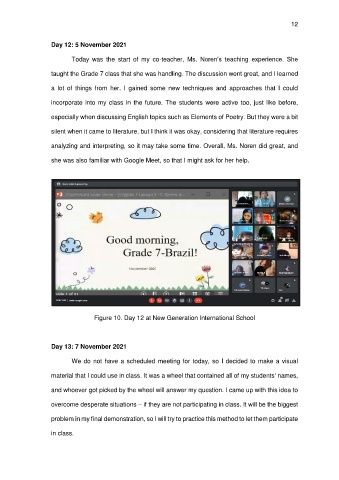 12
Day 12: 5 November 2021
Today was the start of my co-teacher, Ms. Noren's teaching experience. She
taught the Grade 7 class that she was handling. The discussion went great, and I learned
a lot of things from her. I gained some new techniques and approaches that I could
incorporate into my class in the future. The students were active too, just like before,
especially when discussing English topics such as Elements of Poetry. But they were a bit
silent when it came to literature, but I think it was okay, considering that literature requires
analyzing and interpreting, so it may take some time. Overall, Ms. Noren did great, and
she was also familiar with Google Meet, so that I might ask for her help.
Good morning,
Grade 7-Brazil!
Figure 10. Day 12 at New Generation International School
Day 13: 7 November 2021
We do not have a scheduled meeting for today, so I decided to make a visual
material that I could use in class. It was a wheel that contained all of my students' names,
and whoever got picked by the wheel will answer my question. I came up with this idea to
overcome desperate situations – if they are not participating in class. It will be the biggest
problem in my final demonstration, so I will try to practice this method to let them participate
in class.